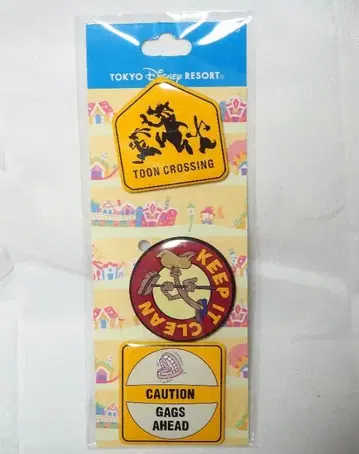 TOKYO Disney RESORT®
TOON CROSSING
KEEP IT CLEAN
CAUTION
GAGS
AHEAD